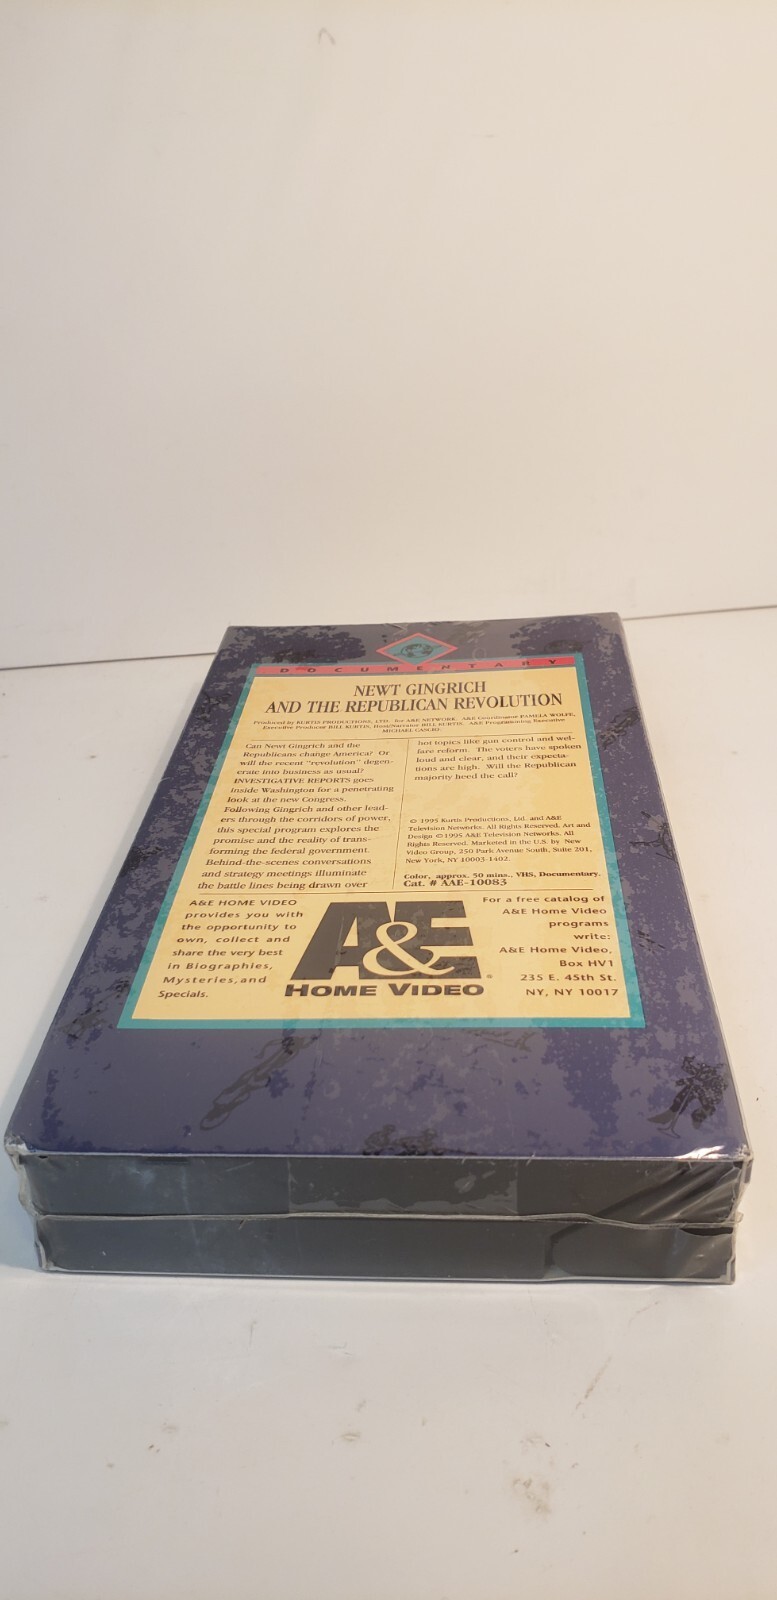 DOCUMENTARY
NEWT GINGRICH
AND THE REPUBLICAN REVOLUTION
Produced by KURTIS PRODUCTIONS, LTD. for A&E NETWORK. A&E Coordinator PAMELA WOLFE,
Executive Producer BILL KURTIS, Host/Narrator BILL KURTIS. A&E Programming Executive
MICHAEL CASCIO.
Can Newt Gingrich and the
Republicans change America? Or
will the recent "revolution" degen-
erate into business as usual?
INVESTIGATIVE REPORTS goes
inside Washington for a penetrating
look at the new Congress.
Following Gingrich and other lead-
ers through the corridors of power,
this special program explores the
promise and the reality of trans-
forming the federal government.
Behind-the-scenes conversations
and strategy meetings illuminate
the battle lines being drawn over
hot topics like gun control and wel-
fare reform. The voters have spoken
loud and clear, and their expecta-
tions are high. Will the Republican
majority heed the call?
© 1995 Kurtis Productions, Ltd. and A&E
Television Networks. All Rights Reserved. Art and
Design © 1995 A&E Television Networks. All
Rights Reserved. Marketed in the U.S. by New
Video Group, 250 Park Avenue South, Suite 201,
New York, NY 10003-1402.
Color, approx. 50 mins., VHS, Documentary.
Cat. # AAE-10083
A&E HOME VIDEO
provides you with
the opportunity to
own, collect and
share the very best
in Biographies,
Mysteries, and
Specials.
A&E®
HOME VIDEO
For a free catalog of
A&E Home Video
programs
write:
A&E Home Video,
Box HV1
235 E. 45th St.
NY, NY 10017